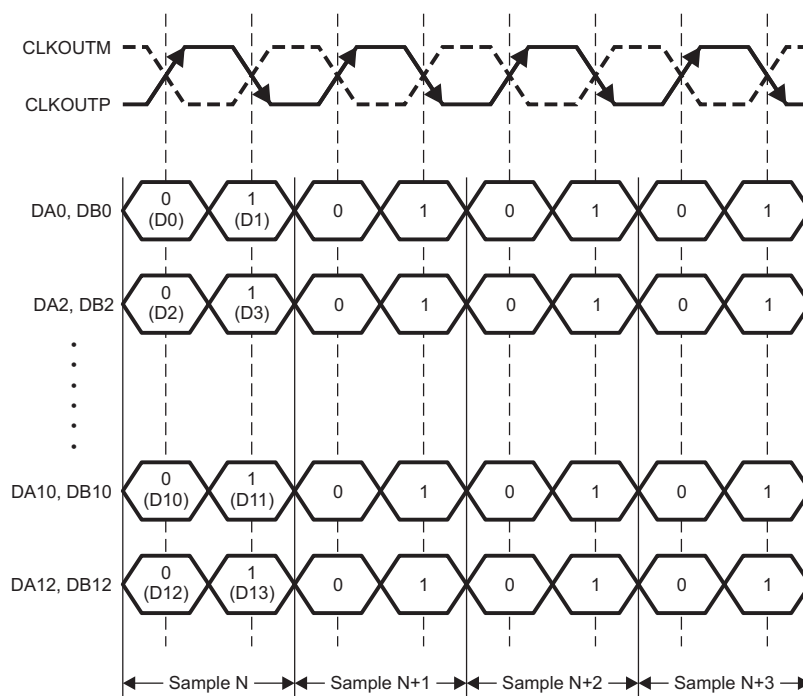 CLKOUTM
CLKOUTP
DA0, DB0
0
(D0)
1
(D1)
0
1
0
1
0
1
DA2, DB2
0
(D2)
1
(D3)
0
1
0
1
0
1
DA10, DB10
0
(D10)
1
(D11)
0
1
0
1
0
1
DA12, DB12
0
(D12)
1
(D13)
0
1
0
1
0
1
Sample N
Sample N+1
Sample N+2
Sample N+3